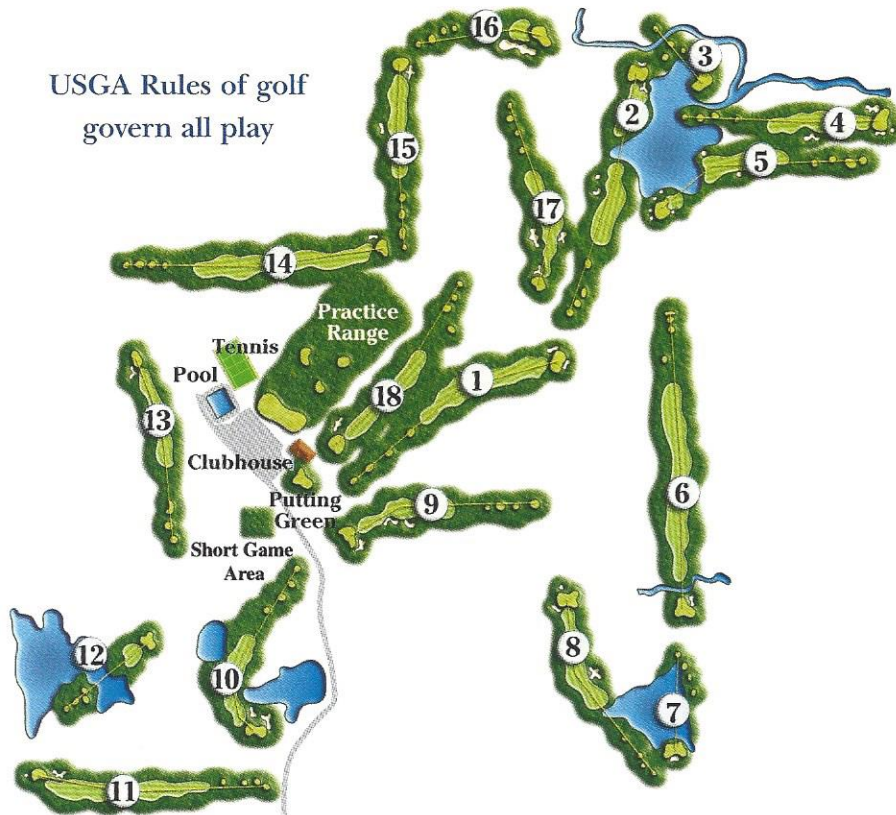 USGA Rules of golf
govern all play
16
3
2
4
15
5
17
14
Practice
Range
Tennis
Pool
1
18
13
Clubhouse
6
Putting
Green
9
Short Game
Area
8
12
10
7
11